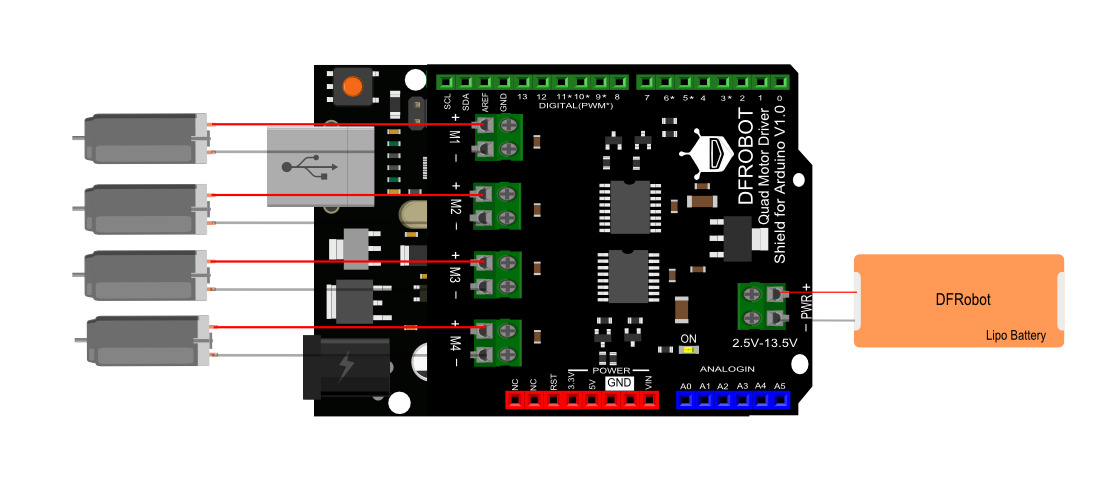 SCL SDA AREF GND 13 12 11* 10* 9* 8 7 6* 5* 4 3* 2 1 0
DIGITAL(PWM*)
+ M1 −
+ M2 −
+ M3 −
+ M4 −
DFROBOT
Quad Motor Driver
Shield for Arduino V1.0
− PWR +
2.5V-13.5V
ON
DFRobot
Lipo Battery
POWER
ANALOGIN
NC NC RST 3.3V 5V GND VIN A0 A1 A2 A3 A4 A5